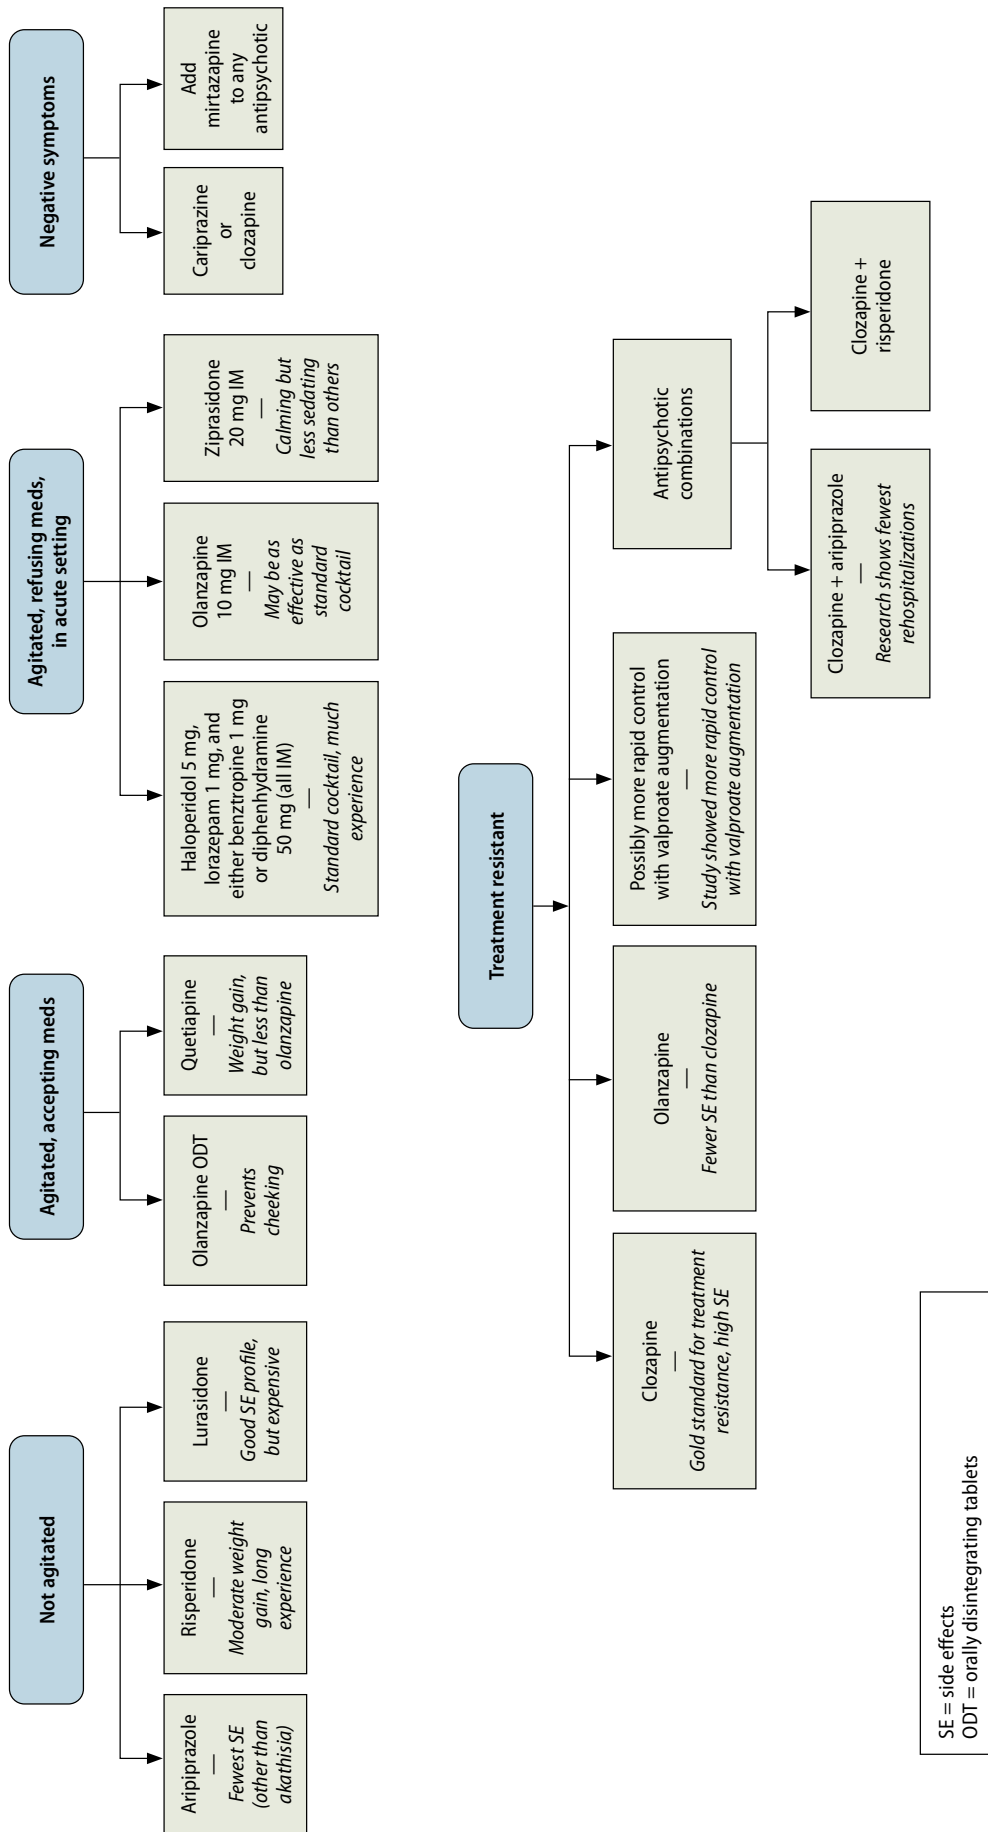 Not agitated
Aripiprazole
—
Fewest SE
(other than
akathisia)
Risperidone
—
Moderate weight
gain, long
experience
Lurasidone
—
Good SE profile,
but expensive
Agitated, accepting meds
Olanzapine ODT
—
Prevents
cheeking
Quetiapine
—
Weight gain,
but less than
olanzapine
Agitated, refusing meds,
in acute setting
Haloperidol 5 mg,
lorazepam 1 mg, and
either benztropine 1 mg
or diphenhydramine
50 mg (all IM)
—
Standard cocktail, much
experience
Olanzapine
10 mg IM
—
May be as
effective as
standard
cocktail
Ziprasidone
20 mg IM
—
Calming but
less sedating
than others
Negative symptoms
Cariprazine
or
clozapine
Add
mirtazapine
to any
antipsychotic
Treatment resistant
Clozapine
—
Gold standard for treatment
resistance, high SE
Olanzapine
—
Fewer SE than clozapine
Possibly more rapid control
with valproate augmentation
—
Study showed more rapid control
with valproate augmentation
Antipsychotic
combinations
Clozapine + aripiprazole
—
Research shows fewest
rehospitalizations
Clozapine +
risperidone
SE = side effects
ODT = orally disintegrating tablets